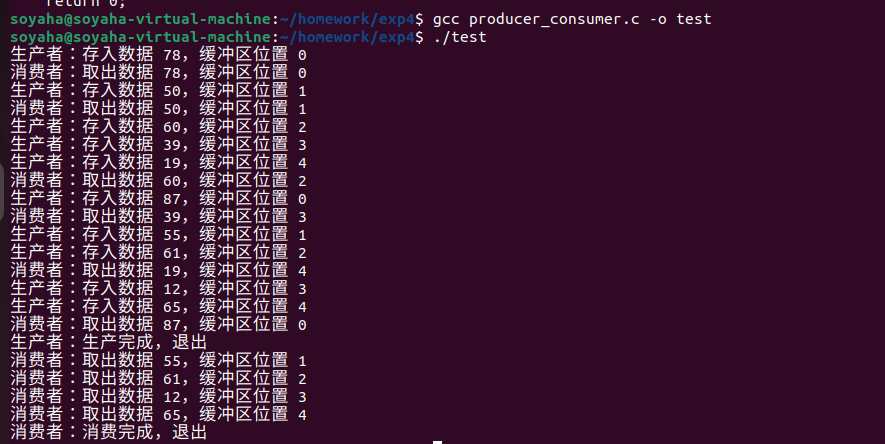 return 0;
soyaha@soyaha-virtual-machine:~/homework/exp4$ gcc producer_consumer.c -o test
soyaha@soyaha-virtual-machine:~/homework/exp4$ ./test
生产者：存入数据 78，缓冲区位置 0
消费者：取出数据 78，缓冲区位置 0
生产者：存入数据 50，缓冲区位置 1
消费者：取出数据 50，缓冲区位置 1
生产者：存入数据 60，缓冲区位置 2
生产者：存入数据 39，缓冲区位置 3
生产者：存入数据 19，缓冲区位置 4
消费者：取出数据 60，缓冲区位置 2
生产者：存入数据 87，缓冲区位置 0
消费者：取出数据 39，缓冲区位置 3
生产者：存入数据 55，缓冲区位置 1
生产者：存入数据 61，缓冲区位置 2
消费者：取出数据 19，缓冲区位置 4
生产者：存入数据 12，缓冲区位置 3
生产者：存入数据 65，缓冲区位置 4
消费者：取出数据 87，缓冲区位置 0
生产者：生产完成，退出
消费者：取出数据 55，缓冲区位置 1
消费者：取出数据 61，缓冲区位置 2
消费者：取出数据 12，缓冲区位置 3
消费者：取出数据 65，缓冲区位置 4
消费者：消费完成，退出